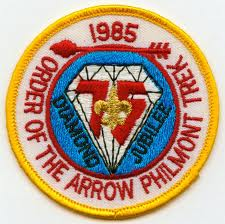 1985
ORDER OF THE ARROW PHILMONT TREK
75
DIAMOND JUBILEE